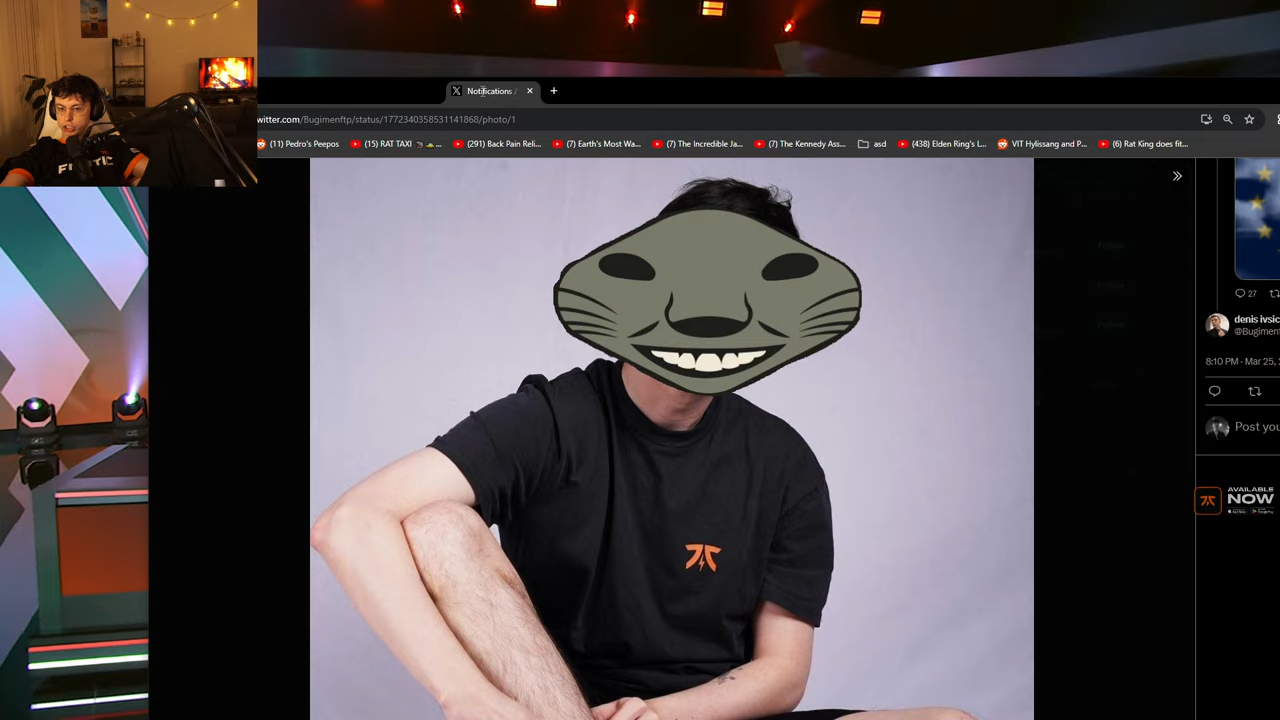 Notifications /
witter.com/Bugimenftp/status/1772340358531141868/photo/1
(11) Pedro's Peepos
(15) RAT TAXI
(291) Back Pain Reli...
(7) Earth's Most Wa...
(7) The Incredible Ja...
(7) The Kennedy Ass...
asd
(438) Elden Ring's L...
VIT Hylissang and P...
(6) Rat King does fit...
27
denis ivsic
@Bugimen
8:10 PM · Mar 25,
Post you
AVAILABLE
NOW